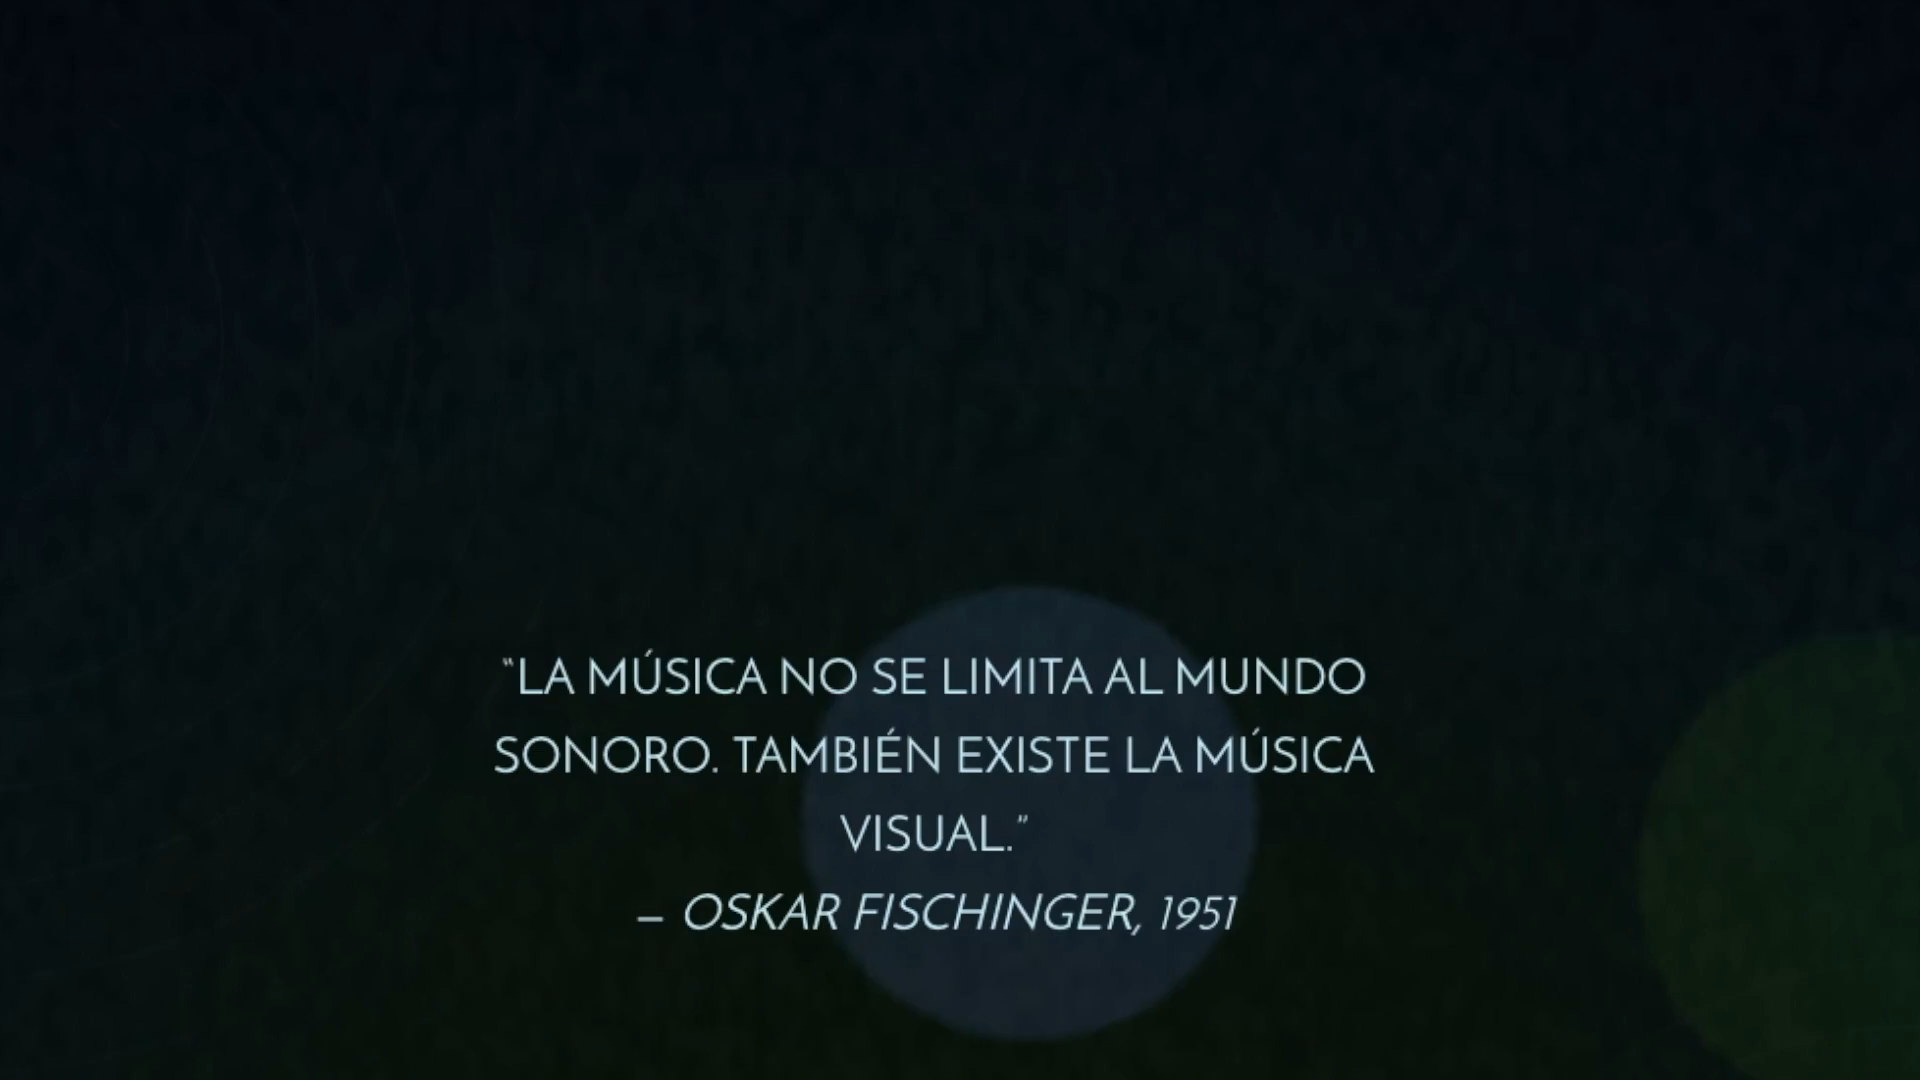 “LA MÚSICA NO SE LIMITA AL MUNDO
SONORO. TAMBIÉN EXISTE LA MÚSICA
VISUAL.”
– OSKAR FISCHINGER, 1951